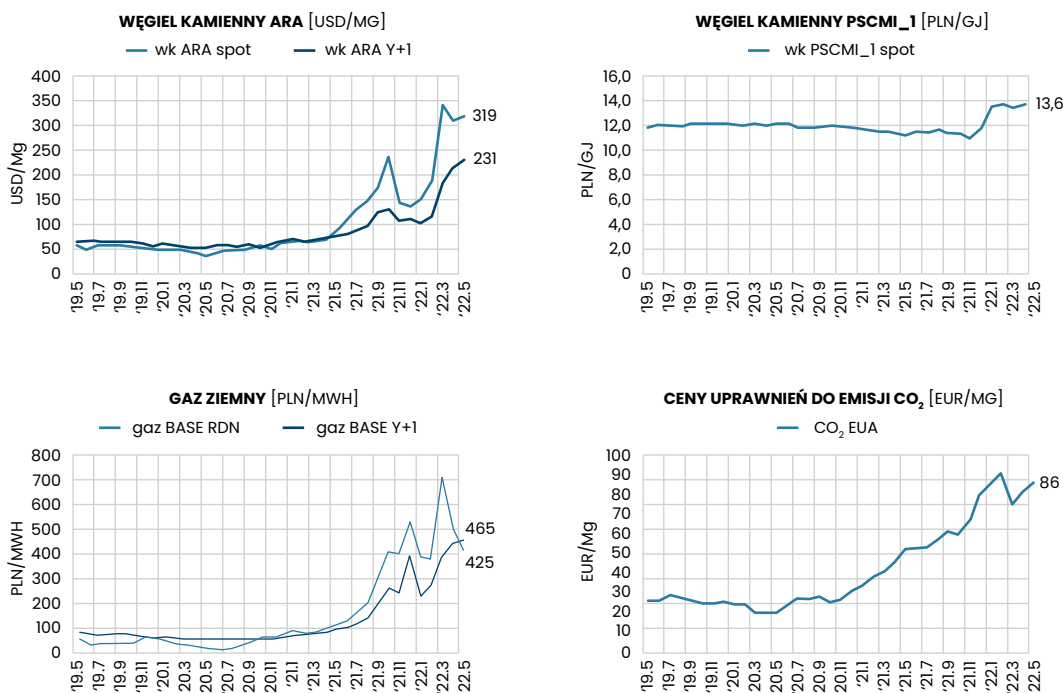 WĘGIEL KAMIENNY ARA [USD/MG]
wk ARA spot wk ARA Y+1
USD/Mg
400
350
300
250
200
150
100
50
0
319
231
'19.5 '19.7 '19.9 '19.11 '20.1 '20.3 '20.5 '20.7 '20.9 '20.11 '21.1 '21.3 '21.5 '21.7 '21.9 '21.11 '22.1 '22.3 '22.5
WĘGIEL KAMIENNY PSCMI_1 [PLN/GJ]
wk PSCMI_1 spot
PLN/GJ
16,0
14,0
12,0
10,0
8,0
6,0
4,0
2,0
0
13,6
'19.5 '19.7 '19.9 '19.11 '20.1 '20.3 '20.5 '20.7 '20.9 '20.11 '21.1 '21.3 '21.5 '21.7 '21.9 '21.11 '22.1 '22.3 '22.5
GAZ ZIEMNY [PLN/MWH]
gaz BASE RDN gaz BASE Y+1
PLN/MWH
800
700
600
500
400
300
200
100
0
465
425
'19.5 '19.7 '19.9 '19.11 '20.1 '20.3 '20.5 '20.7 '20.9 '20.11 '21.1 '21.3 '21.5 '21.7 '21.9 '21.11 '22.1 '22.3 '22.5
CENY UPRAWNIEŃ DO EMISJI CO₂ [EUR/MG]
CO₂ EUA
EUR/Mg
100
90
80
70
60
50
40
30
20
10
0
86
'19.5 '19.7 '19.9 '19.11 '20.1 '20.3 '20.5 '20.7 '20.9 '20.11 '21.1 '21.3 '21.5 '21.7 '21.9 '21.11 '22.1 '22.3 '22.5